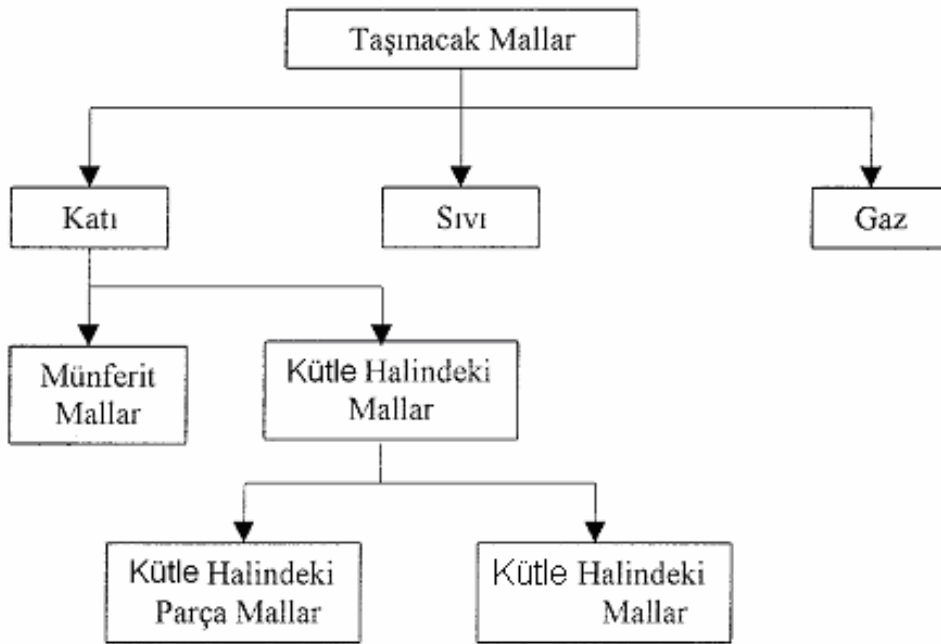 Taşınacak Mallar
Katı
Sıvı
Gaz
Münferit
Mallar
Kütle Halindeki
Mallar
Kütle Halindeki
Parça Mallar
Kütle Halindeki
Mallar